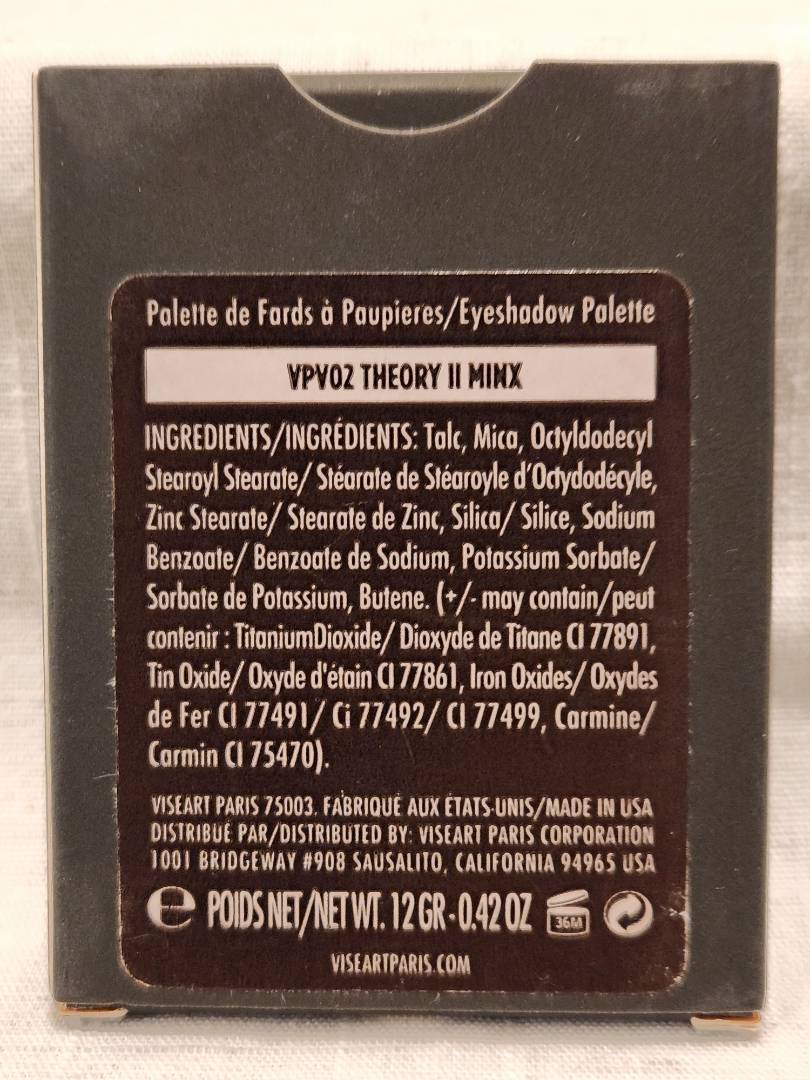 Palette de Fards à Paupieres/Eyeshadow Palette
VPV02 THEORY II MINX
INGREDIENTS/INGRÉDIENTS: Talc, Mica, Octyldodecyl
Stearoyl Stearate/ Stéarate de Stéaroyle d'Octydodécyle,
Zinc Stearate/ Stearate de Zinc, Silica/ Silice, Sodium
Benzoate/ Benzoate de Sodium, Potassium Sorbate/
Sorbate de Potassium, Butene. (+/- may contain/peut
contenir : TitaniumDioxide/ Dioxyde de Titane CI 77891,
Tin Oxide/ Oxyde d'étain CI 77861, Iron Oxides/ Oxydes
de Fer CI 77491/ Ci 77492/ CI 77499, Carmine/
Carmin CI 75470).
VISEART PARIS 75003. FABRIQUÉ AUX ÉTATS-UNIS/MADE IN USA
DISTRIBUÉ PAR/DISTRIBUTED BY: VISEART PARIS CORPORATION
1001 BRIDGEWAY #908 SAUSALITO, CALIFORNIA 94965 USA
e POIDS NET/NET WT. 12 GR - 0.42 OZ 36M
VISEARTPARIS.COM